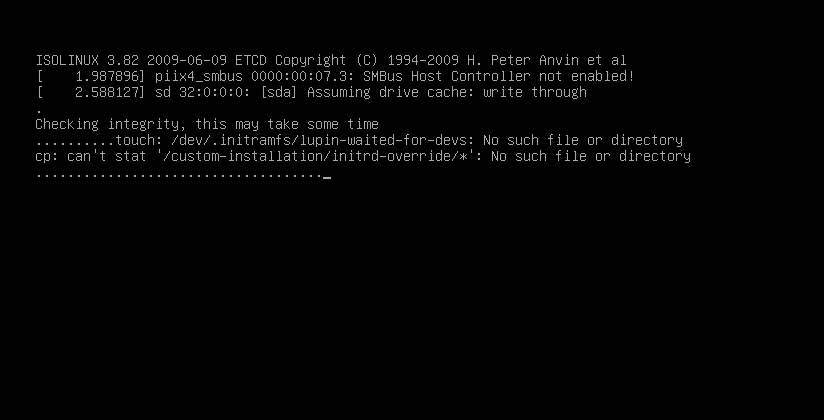 ISOLINUX 3.82 2009-06-09 ETCD Copyright (C) 1994-2009 H. Peter Anvin et al
[    1.987896] piix4_smbus 0000:00:07.3: SMBus Host Controller not enabled!
[    2.588127] sd 32:0:0:0: [sda] Assuming drive cache: write through
.
Checking integrity, this may take some time
..........touch: /dev/.initramfs/lupin-waited-for-devs: No such file or directory
cp: can't stat '/custom-installation/initrd-override/*': No such file or directory
...................................._